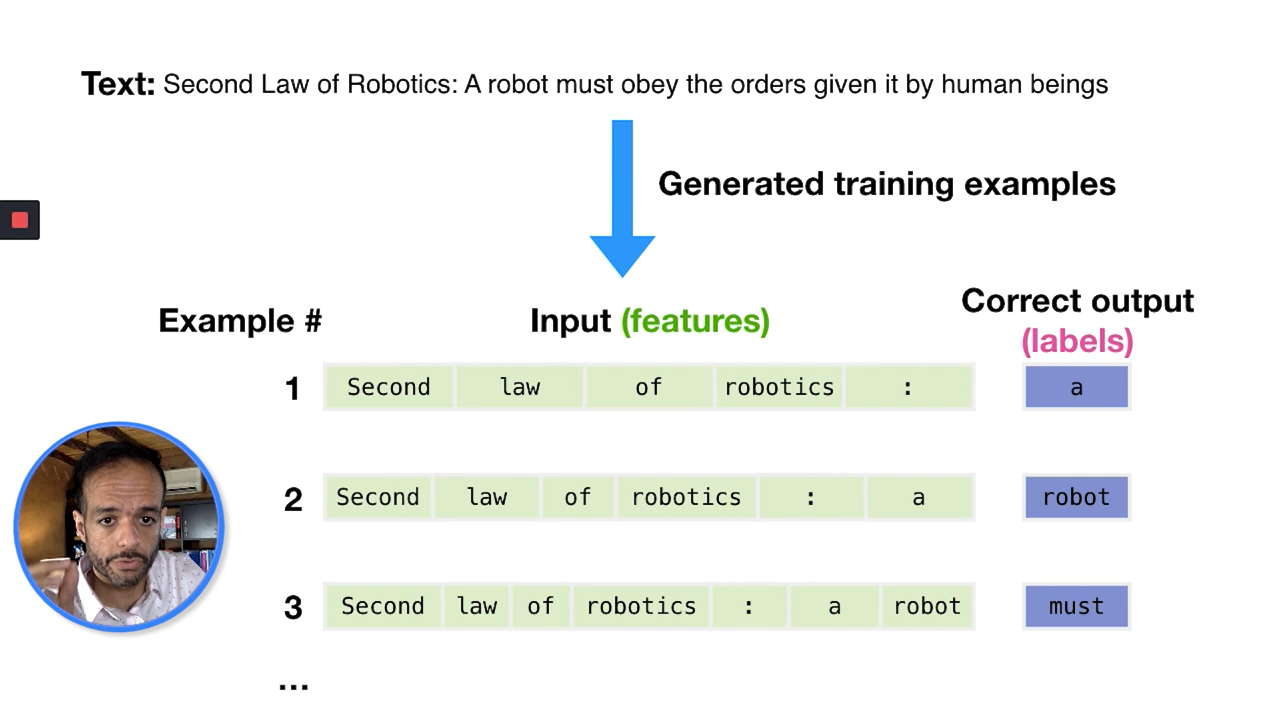 Text: Second Law of Robotics: A robot must obey the orders given it by human beings
Generated training examples
Example # Input (features) Correct output
(labels)
1 Second law of robotics : a
2 Second law of robotics : a robot
3 Second law of robotics : a robot must
...